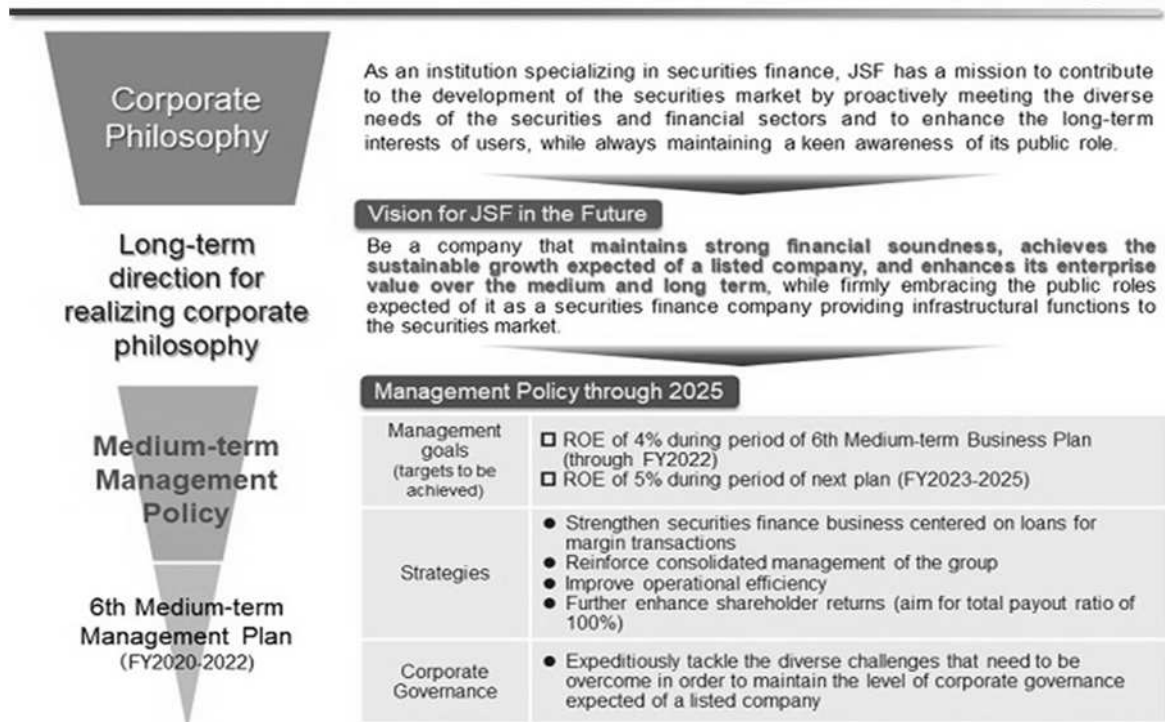 Corporate
Philosophy
As an institution specializing in securities finance, JSF has a mission to contribute
to the development of the securities market by proactively meeting the diverse
needs of the securities and financial sectors and to enhance the long-term
interests of users, while always maintaining a keen awareness of its public role.
Long-term
direction for
realizing corporate
philosophy
Vision for JSF in the Future
Be a company that maintains strong financial soundness, achieves the
sustainable growth expected of a listed company, and enhances its enterprise
value over the medium and long term, while firmly embracing the public roles
expected of it as a securities finance company providing infrastructural functions to
the securities market.
Medium-term
Management
Policy
6th Medium-term
Management Plan
(FY2020-2022)
Management Policy through 2025
Management
goals
(targets to be
achieved)
□ ROE of 4% during period of 6th Medium-term Business Plan
(through FY2022)
□ ROE of 5% during period of next plan (FY2023-2025)
Strategies
● Strengthen securities finance business centered on loans for
margin transactions
● Reinforce consolidated management of the group
● Improve operational efficiency
● Further enhance shareholder returns (aim for total payout ratio of
100%)
Corporate
Governance
● Expeditiously tackle the diverse challenges that need to be
overcome in order to maintain the level of corporate governance
expected of a listed company